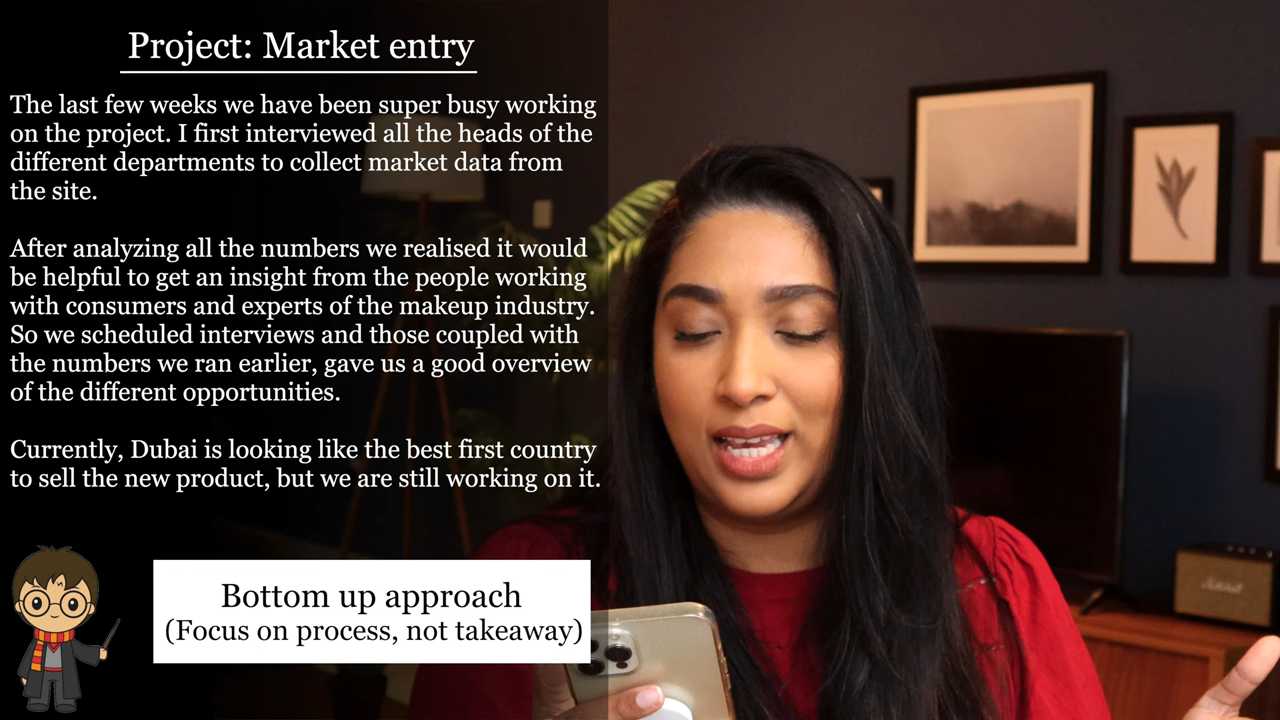 Project: Market entry
The last few weeks we have been super busy working
on the project. I first interviewed all the heads of the
different departments to collect market data from
the site.
After analyzing all the numbers we realised it would
be helpful to get an insight from the people working
with consumers and experts of the makeup industry.
So we scheduled interviews and those coupled with
the numbers we ran earlier, gave us a good overview
of the different opportunities.
Currently, Dubai is looking like the best first country
to sell the new product, but we are still working on it.
Bottom up approach
(Focus on process, not takeaway)
Marshall